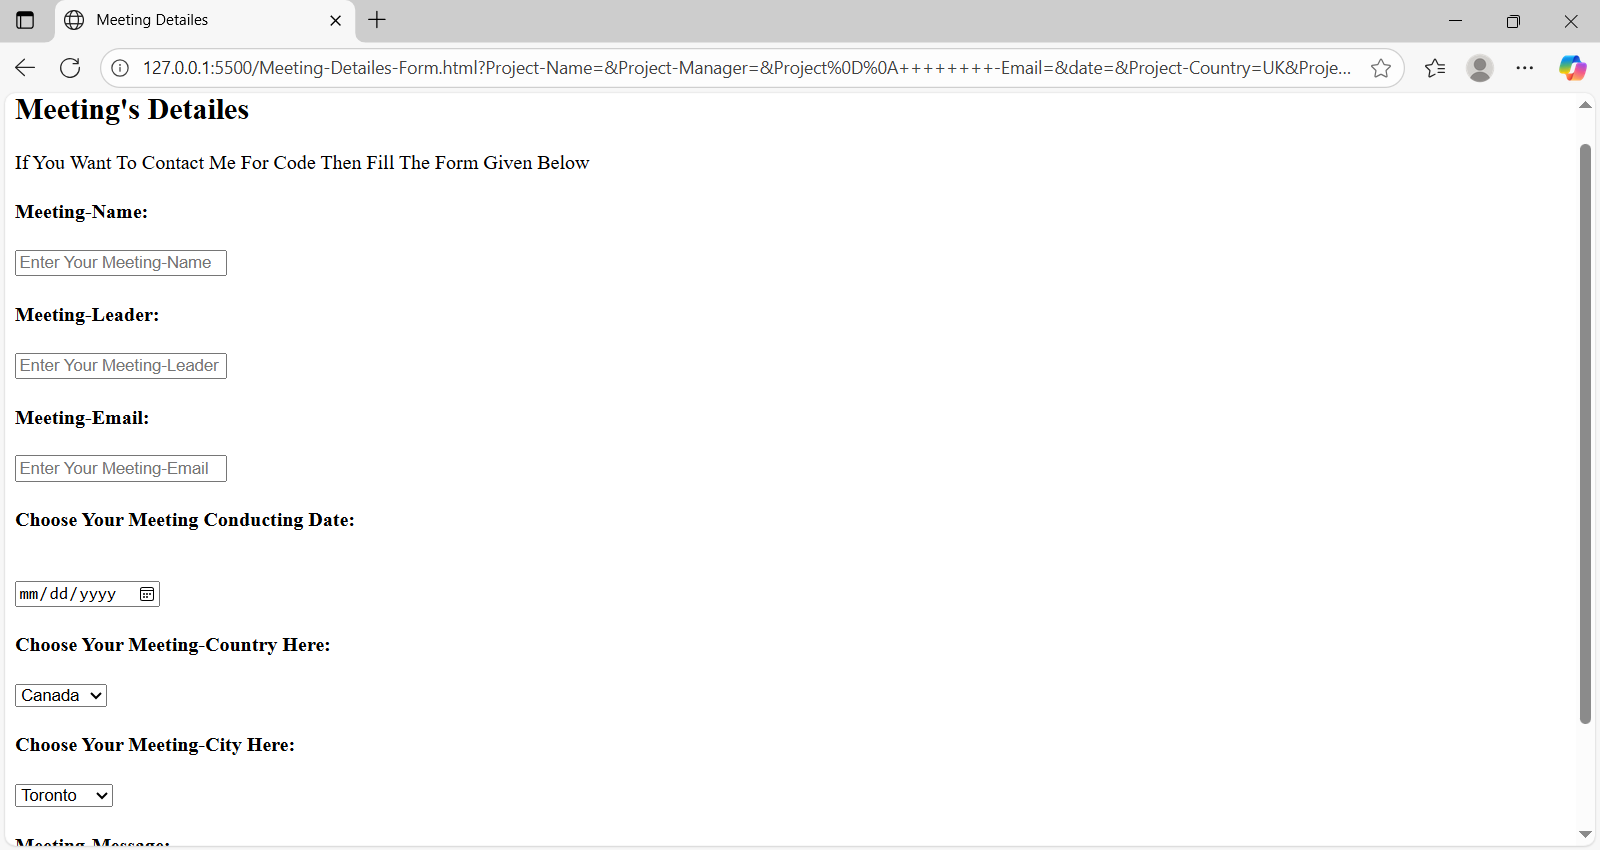 Meeting Detailes
127.0.0.1:5500/Meeting-Detailes-Form.html?Project-Name=&Project-Manager=&Project%0D%0A++++++++-Email=&date=&Project-Country=UK&Proje...
Meeting's Detailes
If You Want To Contact Me For Code Then Fill The Form Given Below
Meeting-Name:
Enter Your Meeting-Name
Meeting-Leader:
Enter Your Meeting-Leader
Meeting-Email:
Enter Your Meeting-Email
Choose Your Meeting Conducting Date:
mm/dd/yyyy
Choose Your Meeting-Country Here:
Canada
Choose Your Meeting-City Here:
Toronto
Meeting-Message: